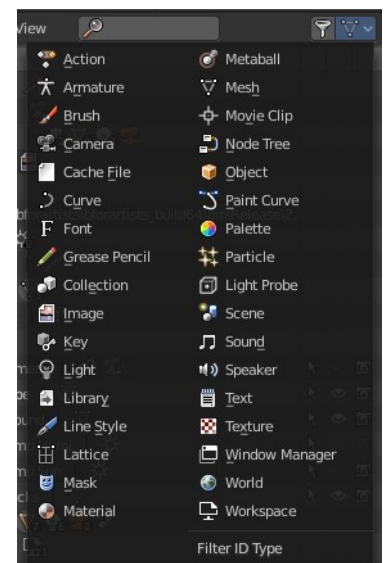 View
Action
Armature
Brush
Camera
Cache File
Curve
Font
Grease Pencil
Collection
Image
Key
Light
Library
Line Style
Lattice
Mask
Material
Metaball
Mesh
Movie Clip
Node Tree
Object
Paint Curve
Palette
Particle
Light Probe
Scene
Sound
Speaker
Text
Texture
Window Manager
World
Workspace
Filter ID Type